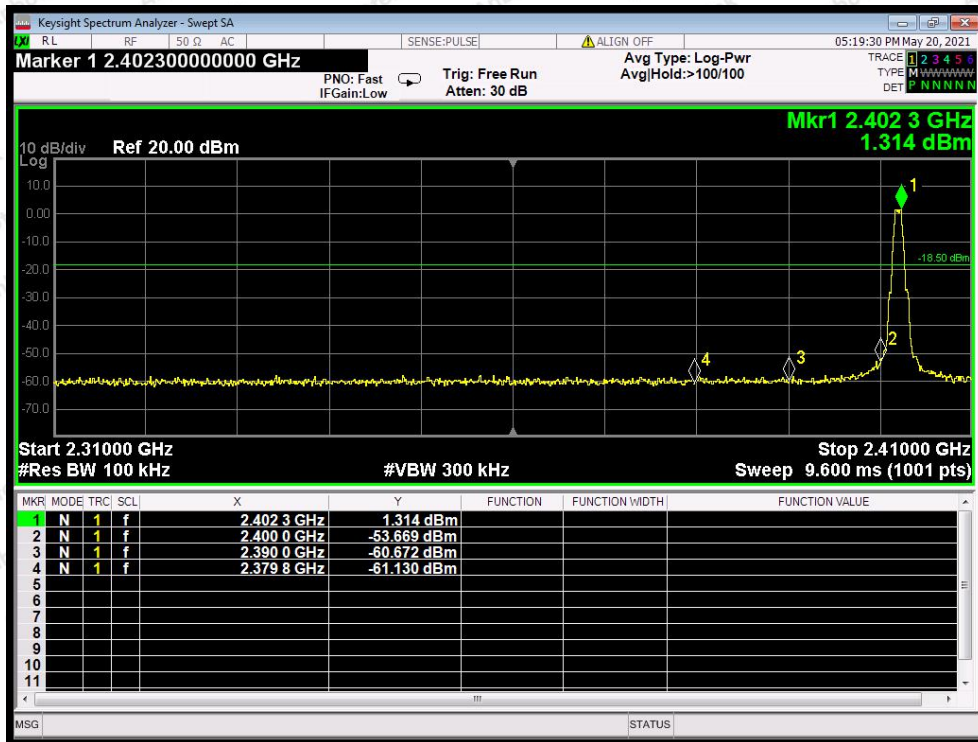 Keysight Spectrum Analyzer - Swept SA
LXI RL RF 50 Ω AC SENSE:PULSE ALIGN OFF 05:19:30 PM May 20, 2021
Marker 1 2.402300000000 GHz
PNO: Fast
IFGain:Low
Trig: Free Run
Atten: 30 dB
Avg Type: Log-Pwr
Avg|Hold:>100/100
TRACE 1 2 3 4 5 6
TYPE M WWWWW
DET P N N N N N
Mkr1 2.402 3 GHz
1.314 dBm
10 dB/div Ref 20.00 dBm
Log
10.0
0.00
-10.0
-20.0
-30.0
-40.0
-50.0
-60.0
-70.0
1
-18.50 dBm
2
3
4
Start 2.31000 GHz Stop 2.41000 GHz
#Res BW 100 kHz #VBW 300 kHz Sweep 9.600 ms (1001 pts)
MKR MODE TRC SCL X Y FUNCTION FUNCTION WIDTH FUNCTION VALUE
1 N 1 f 2.402 3 GHz 1.314 dBm
2 N 1 f 2.400 0 GHz -53.669 dBm
3 N 1 f 2.390 0 GHz -60.672 dBm
4 N 1 f 2.379 8 GHz -61.130 dBm
5
6
7
8
9
10
11
MSG STATUS